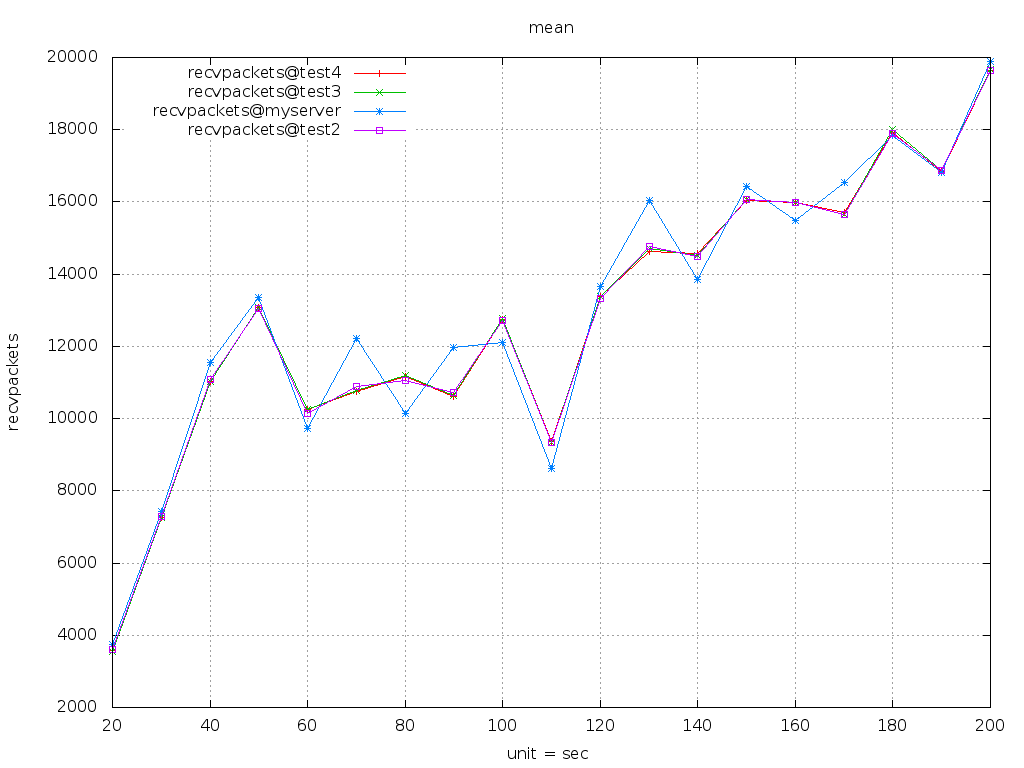 mean
20000
18000
16000
14000
12000
10000
8000
6000
4000
2000
recvpackets
recvpackets@test4
recvpackets@test3
recvpackets@myserver
recvpackets@test2
20 40 60 80 100 120 140 160 180 200
unit = sec